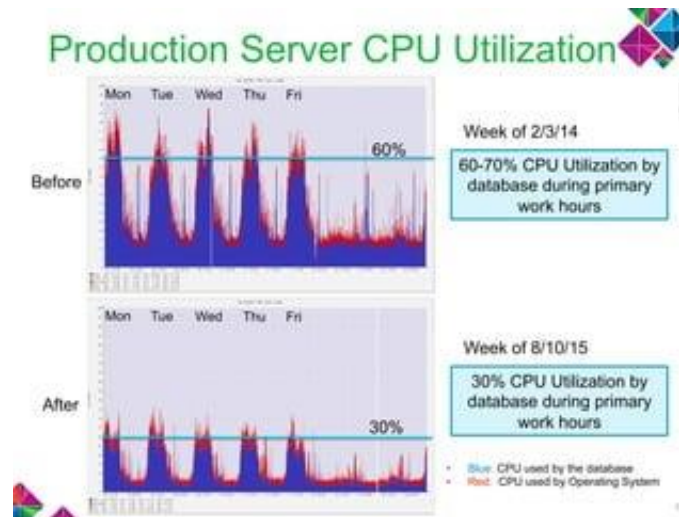 Production Server CPU Utilization
Mon Tue Wed Thu Fri
60%
Before
Week of 2/3/14
60-70% CPU Utilization by
database during primary
work hours
Mon Tue Wed Thu Fri
30%
After
Week of 8/10/15
30% CPU Utilization by
database during primary
work hours
• Blue: CPU used by the database
• Red: CPU used by Operating System